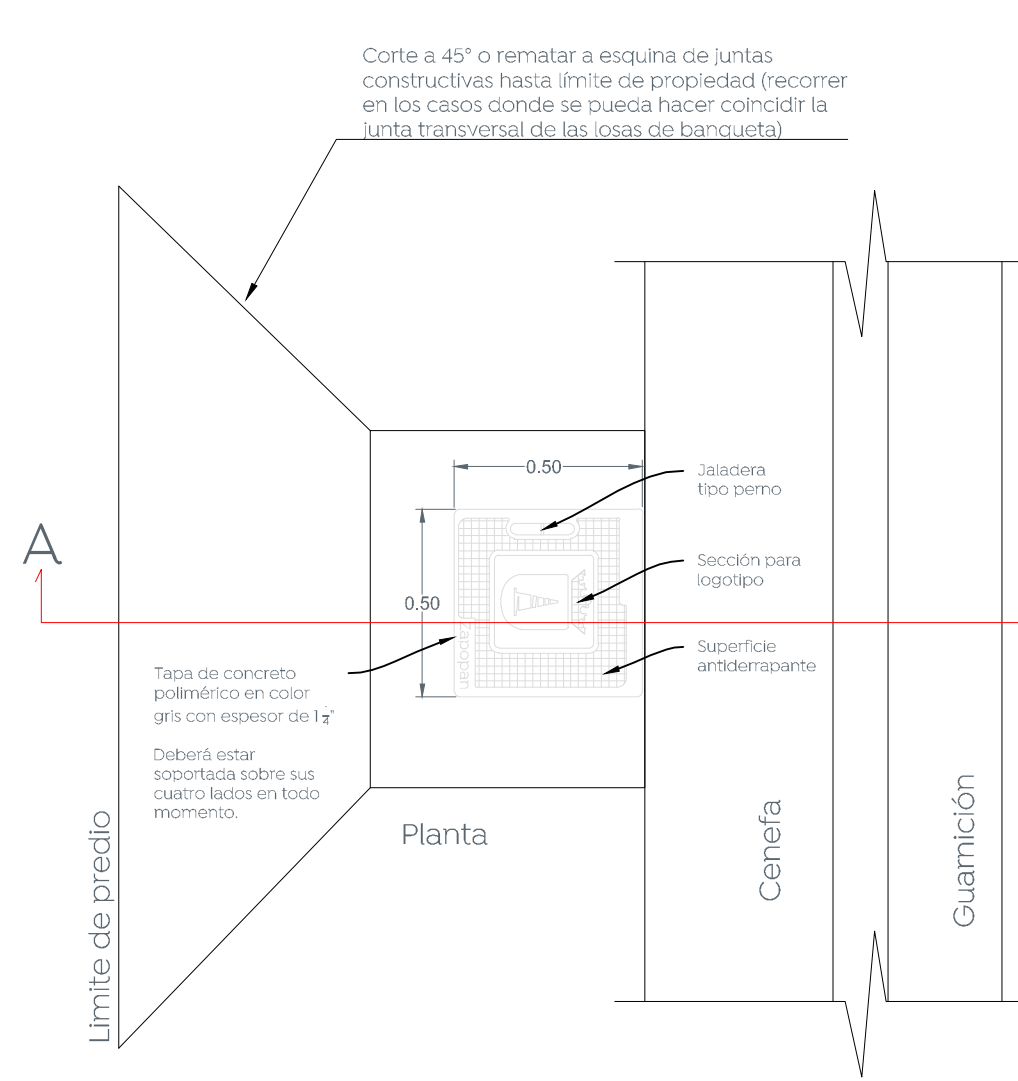 Corte a 45° o rematar a esquina de juntas
constructivas hasta límite de propiedad (recorrer
en los casos donde se pueda hacer coincidir la
junta transversal de las losas de banqueta)
0.50
Jaladera
tipo perno
A
Sección para
logotipo
0.50
Zapopan
Superficie
antiderrapante
Tapa de concreto
polimérico en color
gris con espesor de 1 1/4"
Deberá estar
soportada sobre sus
cuatro lados en todo
momento.
Planta
Limite de predio
Cenefa
Guarnición